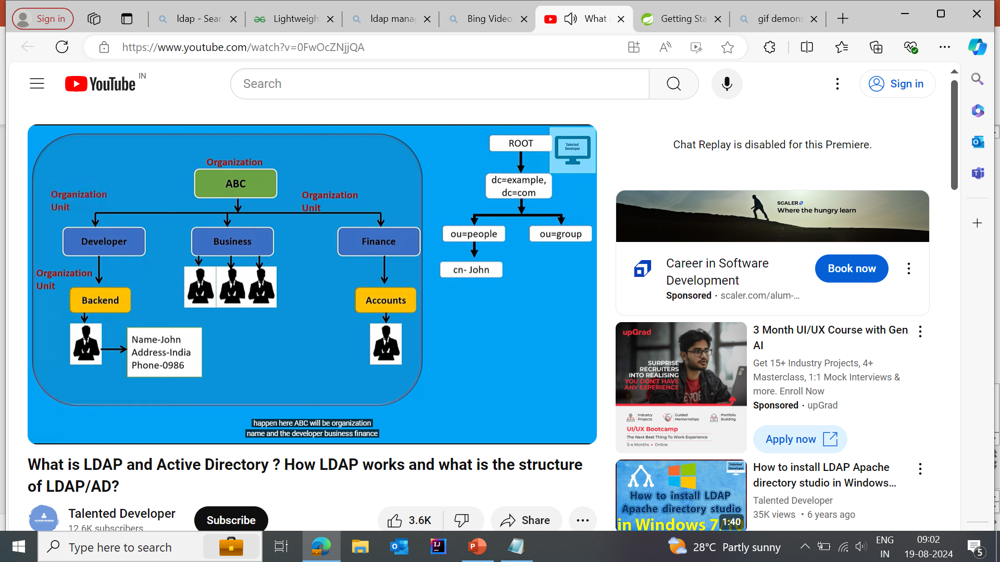 Sign in
ldap - Sear
Lightweigh
ldap mana
Bing Video
What i
Getting Sta
gif demons
https://www.youtube.com/watch?v=0FwOcZNjjQA
YouTube IN
Search
Sign in
Organization
ABC
Organization
Unit
Organization
Unit
Developer
Business
Finance
Organization
Unit
Backend
Accounts
Name-John
Address-India
Phone-0986
ROOT
Talented
Developer
dc=example,
dc=com
ou=people
ou=group
cn- John
happen here ABC will be organization
name and the developer business finance
Chat Replay is disabled for this Premiere.
SCALER
Where the hungry learn
Career in Software
Development
Sponsored · scaler.com/alum-...
Book now
upGrad
SURPRISE
RECRUITERS
INTO REALISING
YOU DON'T HAVE
ANY EXPERIENCE
Industry
Projects
Guided
Mentorships
Portfolio
Building
UI/UX Bootcamp
The Next Best Thing To Work Experience
3-4 Months • Online
3 Month UI/UX Course with Gen
AI
Get 15+ Industry Projects, 4+
Masterclass, 1:1 Mock Interviews &
more. Enroll Now
Sponsored · upGrad
Apply now
Talented
Developer
How to install LDAP
Apache directory studio
in Windows 7/10
1:40
How to install LDAP Apache
directory studio in Windows...
Talented Developer
35K views • 6 years ago
What is LDAP and Active Directory ? How LDAP works and what is the structure
of LDAP/AD?
Talented Developer
12.6K subscribers
Subscribe
3.6K
Share
Type here to search
28°C Partly sunny
ENG
IN
09:02
19-08-2024
5